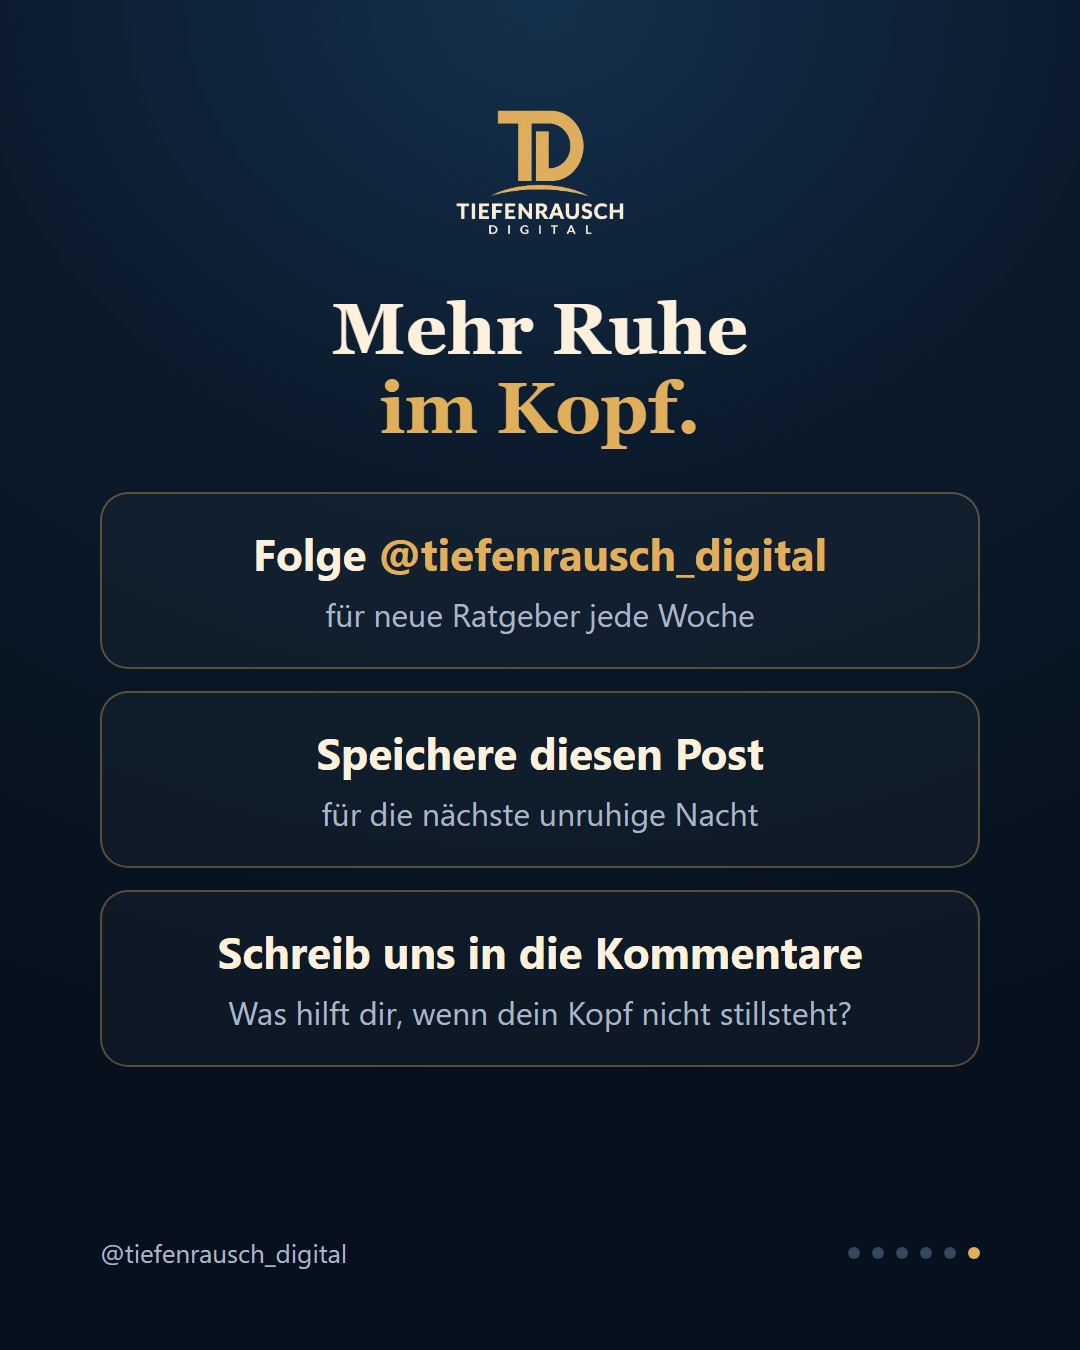 TD
TIEFENRAUSCH
DIGITAL
Mehr Ruhe
im Kopf.
Folge @tiefenrausch_digital
für neue Ratgeber jede Woche
Speichere diesen Post
für die nächste unruhige Nacht
Schreib uns in die Kommentare
Was hilft dir, wenn dein Kopf nicht stillsteht?
@tiefenrausch_digital